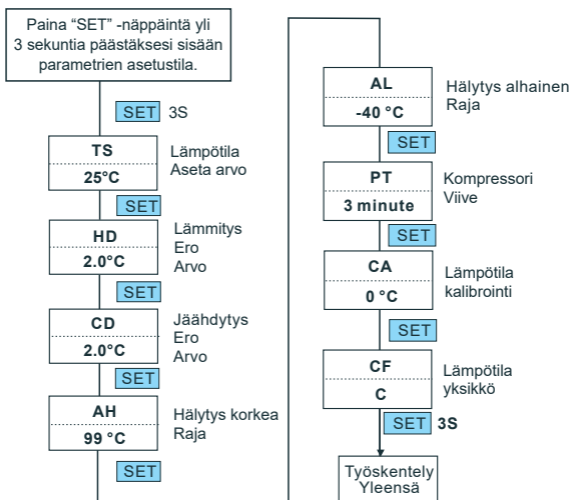 Paina “SET” -näppäintä yli
3 sekuntia päästäksesi sisään
parametrien asetustila.
SET 3S
TS
25°C
Lämpötila
Aseta arvo
SET
HD
2.0°C
Lämmitys
Ero
Arvo
SET
CD
2.0°C
Jäähdytys
Ero
Arvo
SET
AH
99 °C
Hälytys korkea
Raja
SET
AL
-40 °C
Hälytys alhainen
Raja
SET
PT
3 minute
Kompressori
Viive
SET
CA
0 °C
Lämpötila
kalibrointi
SET
CF
C
Lämpötila
yksikkö
SET 3S
Työskentely
Yleensä